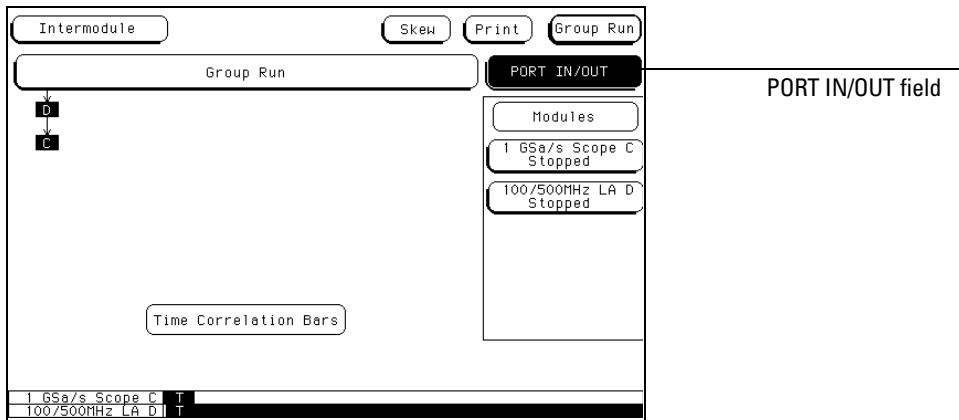 Intermodule
Skew
Print
Group Run
Group Run
PORT IN/OUT
PORT IN/OUT field
D
C
Modules
1 GSa/s Scope C
Stopped
100/500MHz LA D
Stopped
Time Correlation Bars
1 GSa/s Scope C T
100/500MHz LA D T